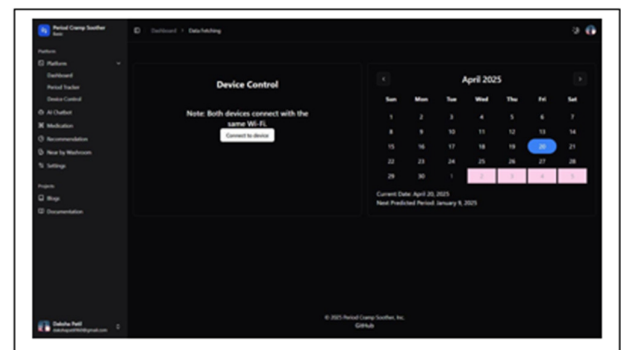 Period Cramp Soother
Basic
Dashboard > Data Fetching
Platform
Platform
Dashboard
Period Tracker
Device Control
AI Chatbot
Medication
Recommendation
Near by Washroom
Settings
Projects
Blogs
Documentation
Daksha Patil
Device Control
Note: Both devices connect with the
same Wi-Fi.
Connect to device
April 2025
Sun Mon Tue Wed Thu Fri Sat
1 2 3 4 5 6 7
8 9 10 11 12 13 14
15 16 17 18 19 20 21
22 23 24 25 26 27 28
29 30 1 2 3 4 5
Current Date: April 20, 2025
Next Predicted Period: January 9, 2025
© 2025 Period Cramp Soother, Inc.
GitHub